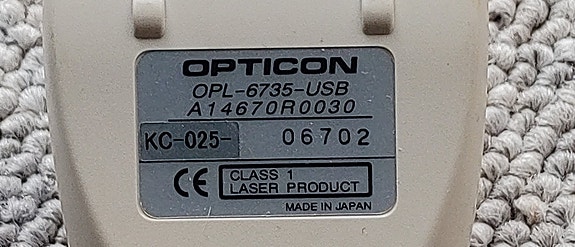 OPTICON
OPL-6735-USB
A14670R0030
KC-025- 06702
CE CLASS 1
LASER PRODUCT
MADE IN JAPAN